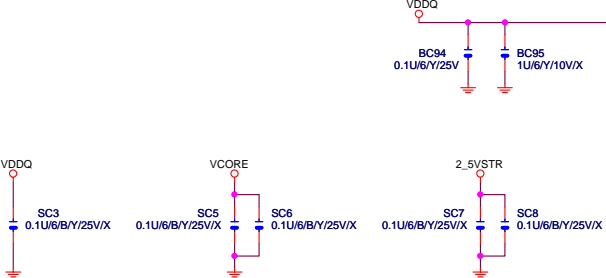 VDDQ
BC94
0.1U/6/Y/25V
BC95
1U/6/Y/10V/X
VDDQ
VCORE
2_5VSTR
SC3
0.1U/6/B/Y/25V/X
SC5
0.1U/6/B/Y/25V/X
SC6
0.1U/6/B/Y/25V/X
SC7
0.1U/6/B/Y/25V/X
SC8
0.1U/6/B/Y/25V/X